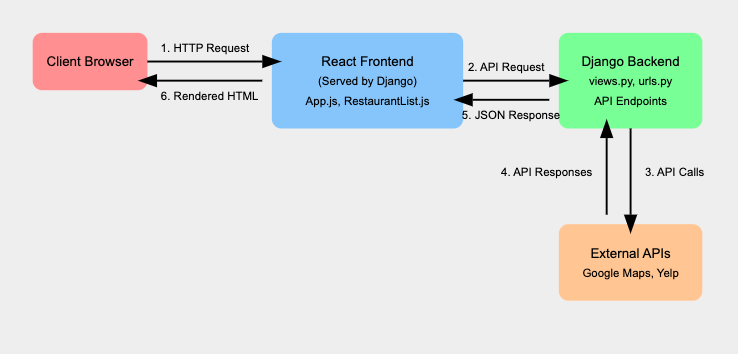 Client Browser
1. HTTP Request
6. Rendered HTML
React Frontend
(Served by Django)
App.js, RestaurantList.js
2. API Request
5. JSON Response
Django Backend
views.py, urls.py
API Endpoints
4. API Responses
3. API Calls
External APIs
Google Maps, Yelp